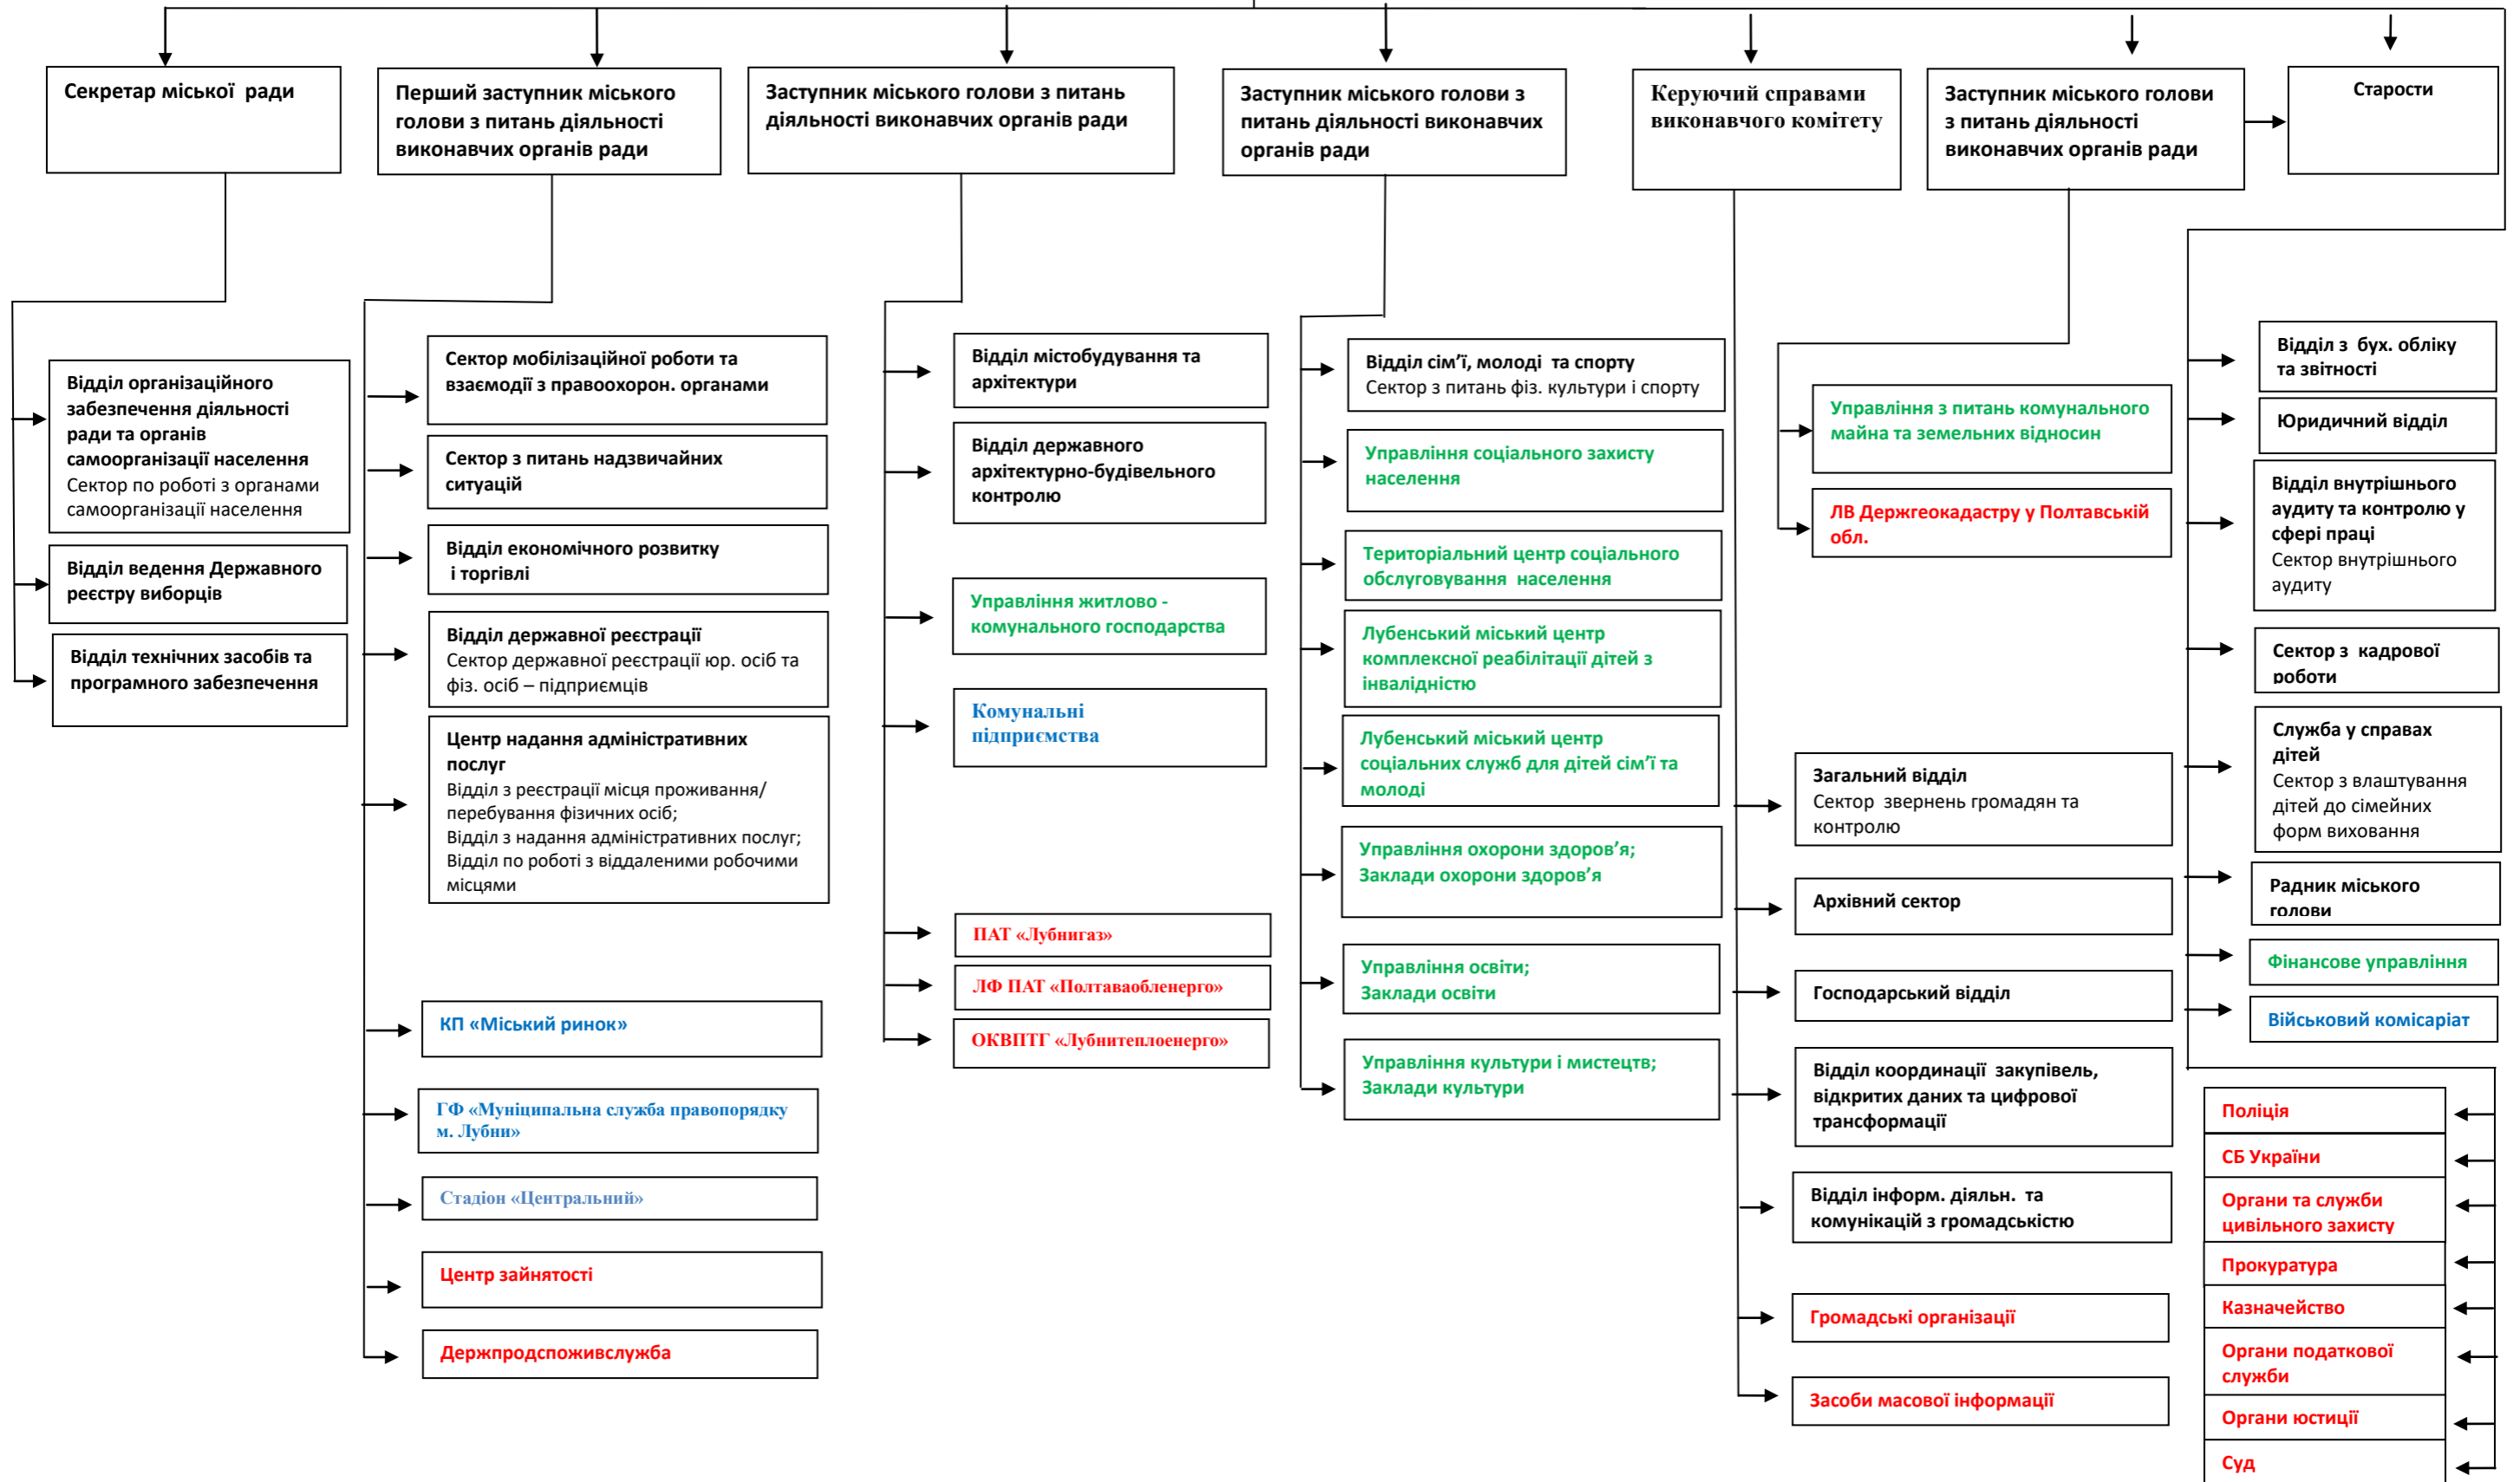 Секретар міської ради
Перший заступник міського
голови з питань діяльності
виконавчих органів ради
Заступник міського голови з питань
діяльності виконавчих органів ради
Заступник міського голови з
питань діяльності виконавчих
органів ради
Керуючий справами
виконавчого комітету
Заступник міського голови
з питань діяльності
виконавчих органів ради
Старости
Відділ організаційного
забезпечення діяльності
ради та органів
самоорганізації населення
Сектор по роботі з органами
самоорганізації населення
Відділ ведення Державного
реєстру виборців
Відділ технічних засобів та
програмного забезпечення
Сектор мобілізаційної роботи та
взаємодії з правоохорон. органами
Сектор з питань надзвичайних
ситуацій
Відділ економічного розвитку
і торгівлі
Відділ державної реєстрації
Сектор державної реєстрації юр. осіб та
фіз. осіб – підприємців
Центр надання адміністративних
послуг
Відділ з реєстрації місця проживання/
перебування фізичних осіб;
Відділ з надання адміністративних послуг;
Відділ по роботі з віддаленими робочими
місцями
КП «Міський ринок»
ГФ «Муніципальна служба правопорядку
м. Лубни»
Стадіон «Центральний»
Центр зайнятості
Держпродспоживслужба
Відділ містобудування та
архітектури
Відділ державного
архітектурно-будівельного
контролю
Управління житлово -
комунального господарства
Комунальні
підприємства
ПАТ «Лубнигаз»
ЛФ ПАТ «Полтаваобленерго»
ОКВПТГ «Лубнитеплоенерго»
Відділ сім’ї, молоді та спорту
Сектор з питань фіз. культури і спорту
Управління соціального захисту
населення
Територіальний центр соціального
обслуговування населення
Лубенський міський центр
комплексної реабілітації дітей з
інвалідністю
Лубенський міський центр
соціальних служб для дітей сім’ї та
молоді
Управління охорони здоров’я;
Заклади охорони здоров’я
Управління освіти;
Заклади освіти
Управління культури і мистецтв;
Заклади культури
Загальний відділ
Сектор звернень громадян та
контролю
Архівний сектор
Господарський відділ
Відділ координації закупівель,
відкритих даних та цифрової
трансформації
Відділ інформ. діяльн. та
комунікацій з громадськістю
Громадські організації
Засоби масової інформації
Управління з питань комунального
майна та земельних відносин
ЛВ Держгеокадастру у Полтавській
обл.
Відділ з бух. обліку
та звітності
Юридичний відділ
Відділ внутрішнього
аудиту та контролю у
сфері праці
Сектор внутрішнього
аудиту
Сектор з кадрової
роботи
Служба у справах
дітей
Сектор з влаштування
дітей до сімейних
форм виховання
Радник міського
голови
Фінансове управління
Військовий комісаріат
Поліція
СБ України
Органи та служби
цивільного захисту
Прокуратура
Казначейство
Органи податкової
служби
Органи юстиції
Суд